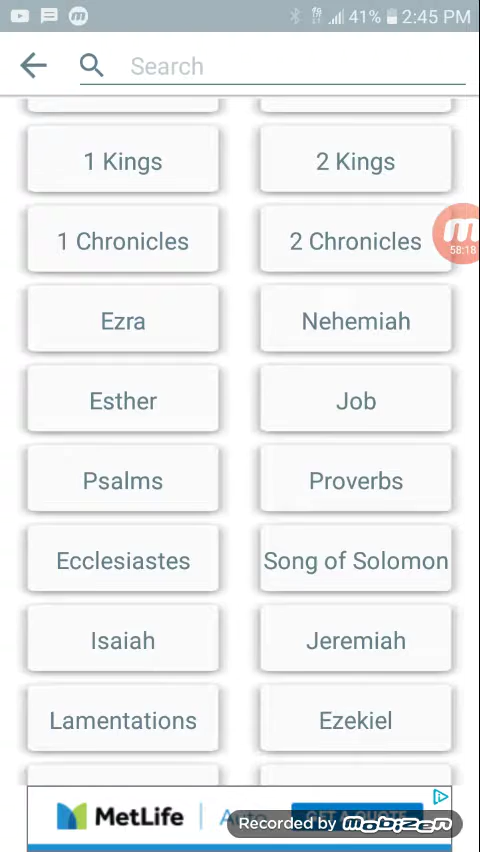 41% 2:45 PM
Search
1 Kings
2 Kings
1 Chronicles
2 Chronicles
58:18
Ezra
Nehemiah
Esther
Job
Psalms
Proverbs
Ecclesiastes
Song of Solomon
Isaiah
Jeremiah
Lamentations
Ezekiel
MetLife
Recorded by mobizen